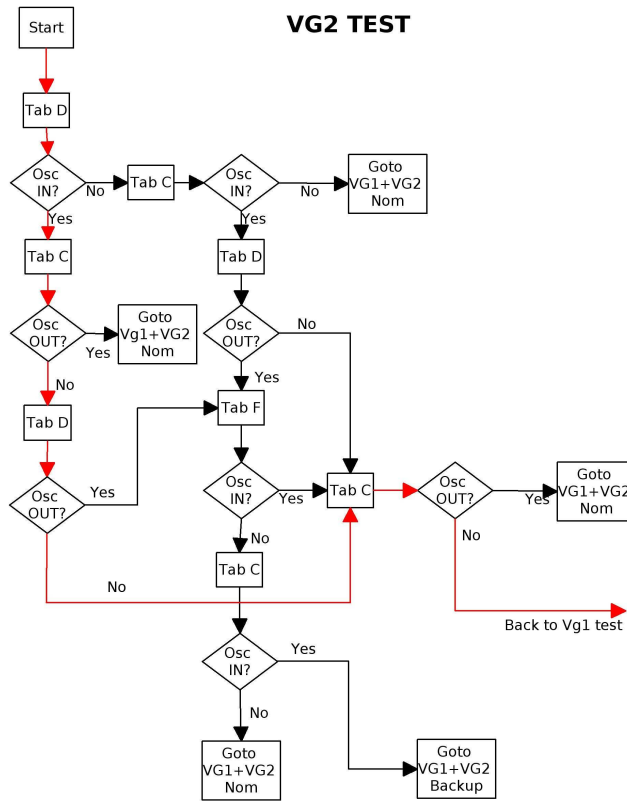 VG2 TEST
Start
Tab D
Osc
IN?
No
Tab C
Osc
IN?
No
Goto
VG1+VG2
Nom
Yes
Yes
Tab C
Tab D
Osc
OUT?
Yes
Goto
Vg1+VG2
Nom
Osc
OUT?
No
No
Yes
Tab D
Tab F
Osc
OUT?
Yes
Osc
IN?
Yes
Tab C
Osc
OUT?
Yes
Goto
VG1+VG2
Nom
No
No
No
Tab C
Back to Vg1 test
Osc
IN?
Yes
No
Goto
VG1+VG2
Nom
Goto
VG1+VG2
Backup